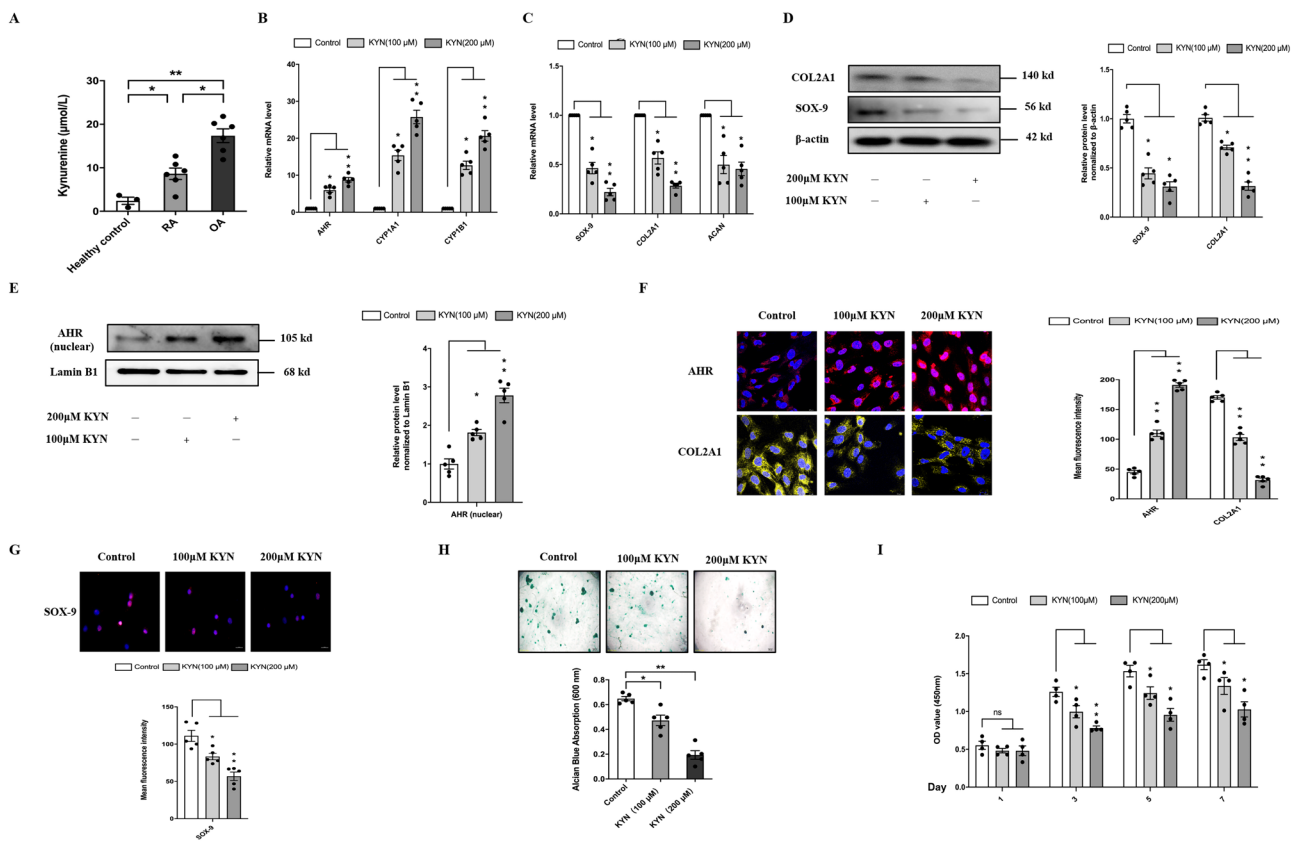 A
Kynurenine (μmol/L)
30
20
10
0
**
*
*
Healthy control
RA
OA
B
Control
KYN(100 μM)
KYN(200 μM)
Relative mRNA level
40
30
20
10
0
*
**
*
**
*
**
AHR
CYP1A1
CYP1B1
C
Control
KYN(100 μM)
KYN(200 μM)
Relative mRNA level
1.0
0.5
0.0
*
**
*
**
*
*
SOX-9
COL2A1
ACAN
D
COL2A1
140 kd
SOX-9
56 kd
β-actin
42 kd
200μM KYN — — +
100μM KYN — + —
Control
KYN(100 μM)
KYN(200 μM)
Relative protein level
nomalized to β-actin
1.5
1.0
0.5
0.0
*
*
*
**
SOX-9
COL2A1
E
AHR
(nuclear)
105 kd
Lamin B1
68 kd
200μM KYN — — +
100μM KYN — + —
Control
KYN(100 μM)
KYN(200 μM)
Relative protein level
nomalized to Lamin B1
4
3
2
1
0
*
**
AHR (nuclear)
F
Control
100μM KYN
200μM KYN
AHR
COL2A1
Control
KYN(100 μM)
KYN(200 μM)
Mean fluorescence intensity
200
150
100
50
0
**
**
**
**
AHR
COL2A1
G
Control
100μM KYN
200μM KYN
SOX-9
Control
KYN(100 μM)
KYN(200 μM)
Mean fluorescence intensity
150
100
50
0
*
**
SOX-9
H
Control
100μM KYN
200μM KYN
Alcian Blue Absorption (600 nm)
0.8
0.6
0.4
0.2
0.0
**
*
Control
KYN (100 μM)
KYN (200 μM)
I
Control
KYN(100μM)
KYN(200μM)
OD value (450nm)
2.0
1.5
1.0
0.5
0.0
ns
*
**
*
*
*
*
Day
1
3
5
7